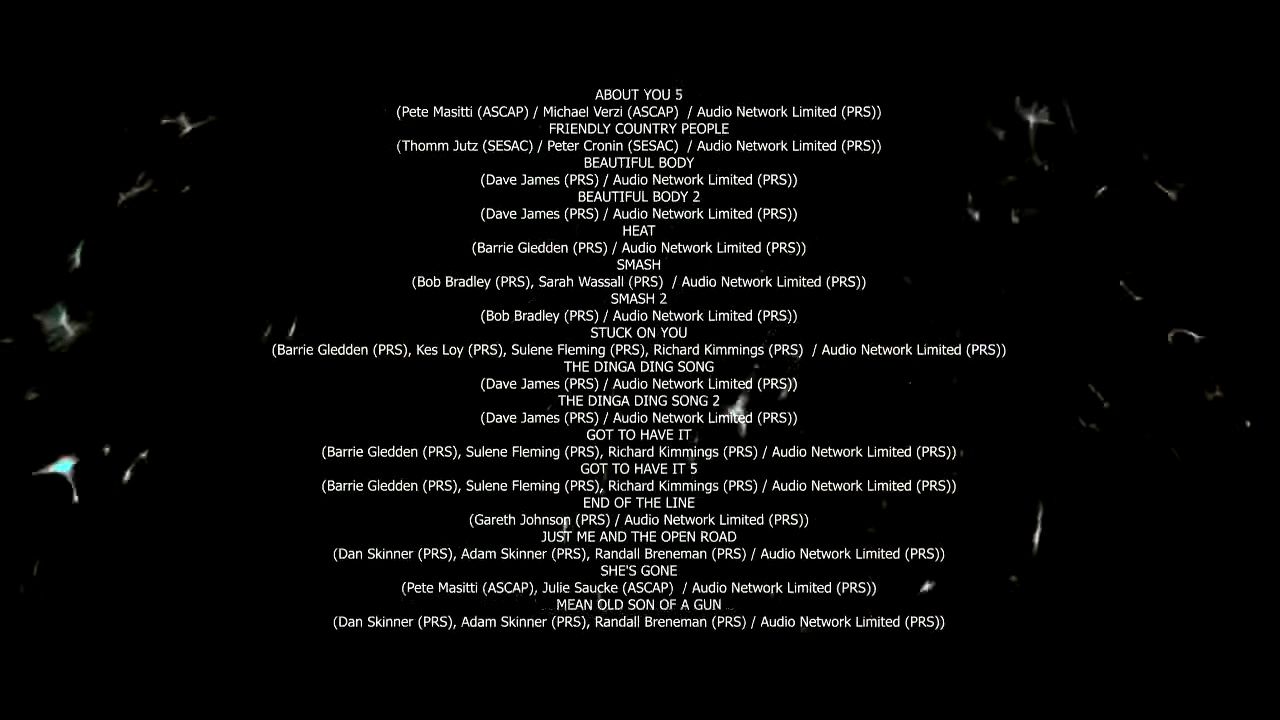 ABOUT YOU 5
(Pete Masitti (ASCAP) / Michael Verzi (ASCAP)  / Audio Network Limited (PRS))
FRIENDLY COUNTRY PEOPLE
(Thomm Jutz (SESAC) / Peter Cronin (SESAC)  / Audio Network Limited (PRS))
BEAUTIFUL BODY
(Dave James (PRS) / Audio Network Limited (PRS))
BEAUTIFUL BODY 2
(Dave James (PRS) / Audio Network Limited (PRS))
HEAT
(Barrie Gledden (PRS) / Audio Network Limited (PRS))
SMASH
(Bob Bradley (PRS), Sarah Wassall (PRS)  / Audio Network Limited (PRS))
SMASH 2
(Bob Bradley (PRS) / Audio Network Limited (PRS))
STUCK ON YOU
(Barrie Gledden (PRS), Kes Loy (PRS), Sulene Fleming (PRS), Richard Kimmings (PRS)  / Audio Network Limited (PRS))
THE DINGA DING SONG
(Dave James (PRS) / Audio Network Limited (PRS))
THE DINGA DING SONG 2
(Dave James (PRS) / Audio Network Limited (PRS))
GOT TO HAVE IT
(Barrie Gledden (PRS), Sulene Fleming (PRS), Richard Kimmings (PRS) / Audio Network Limited (PRS))
GOT TO HAVE IT 5
(Barrie Gledden (PRS), Sulene Fleming (PRS), Richard Kimmings (PRS) / Audio Network Limited (PRS))
END OF THE LINE
(Gareth Johnson (PRS) / Audio Network Limited (PRS))
JUST ME AND THE OPEN ROAD
(Dan Skinner (PRS), Adam Skinner (PRS), Randall Breneman (PRS) / Audio Network Limited (PRS))
SHE'S GONE
(Pete Masitti (ASCAP), Julie Saucke (ASCAP)  / Audio Network Limited (PRS))
MEAN OLD SON OF A GUN
(Dan Skinner (PRS), Adam Skinner (PRS), Randall Breneman (PRS) / Audio Network Limited (PRS))